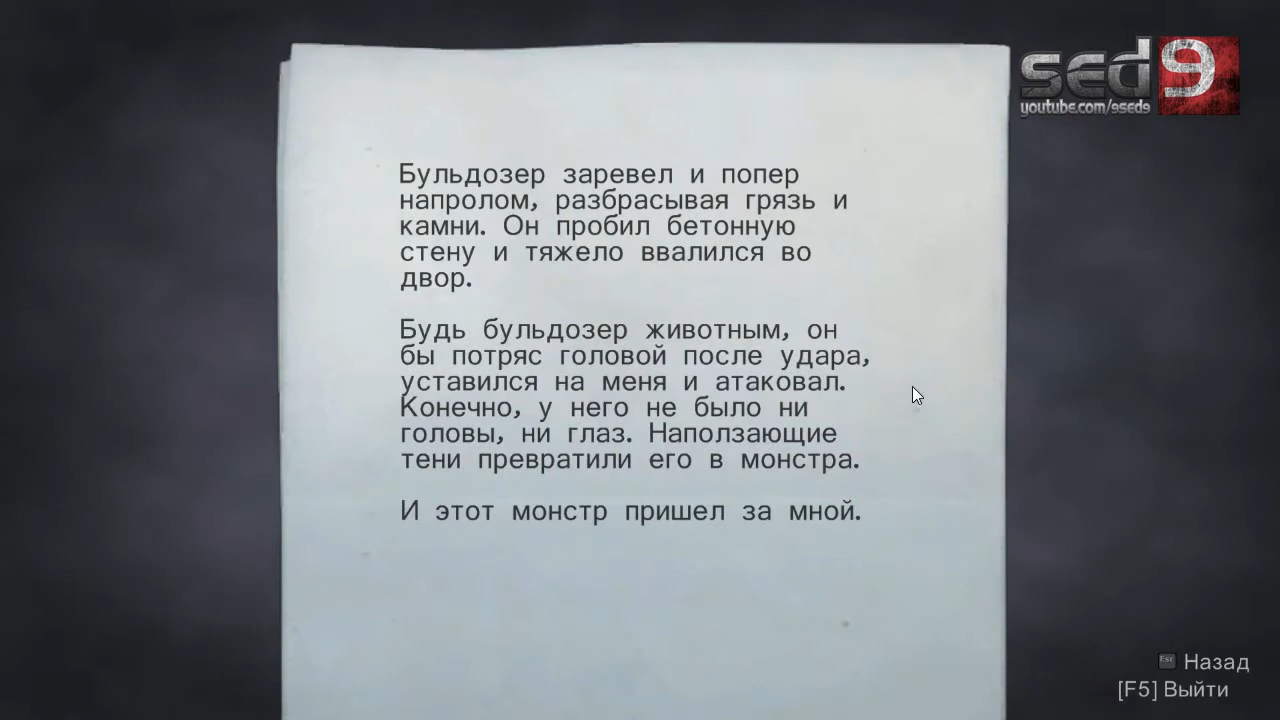 sed9
youtube.com/9sed9
Бульдозер заревел и попер
напролом, разбрасывая грязь и
камни. Он пробил бетонную
стену и тяжело ввалился во
двор.
Будь бульдозер животным, он
бы потряс головой после удара,
уставился на меня и атаковал.
Конечно, у него не было ни
головы, ни глаз. Наползающие
тени превратили его в монстра.
И этот монстр пришел за мной.
Esc Назад
[F5] Выйти